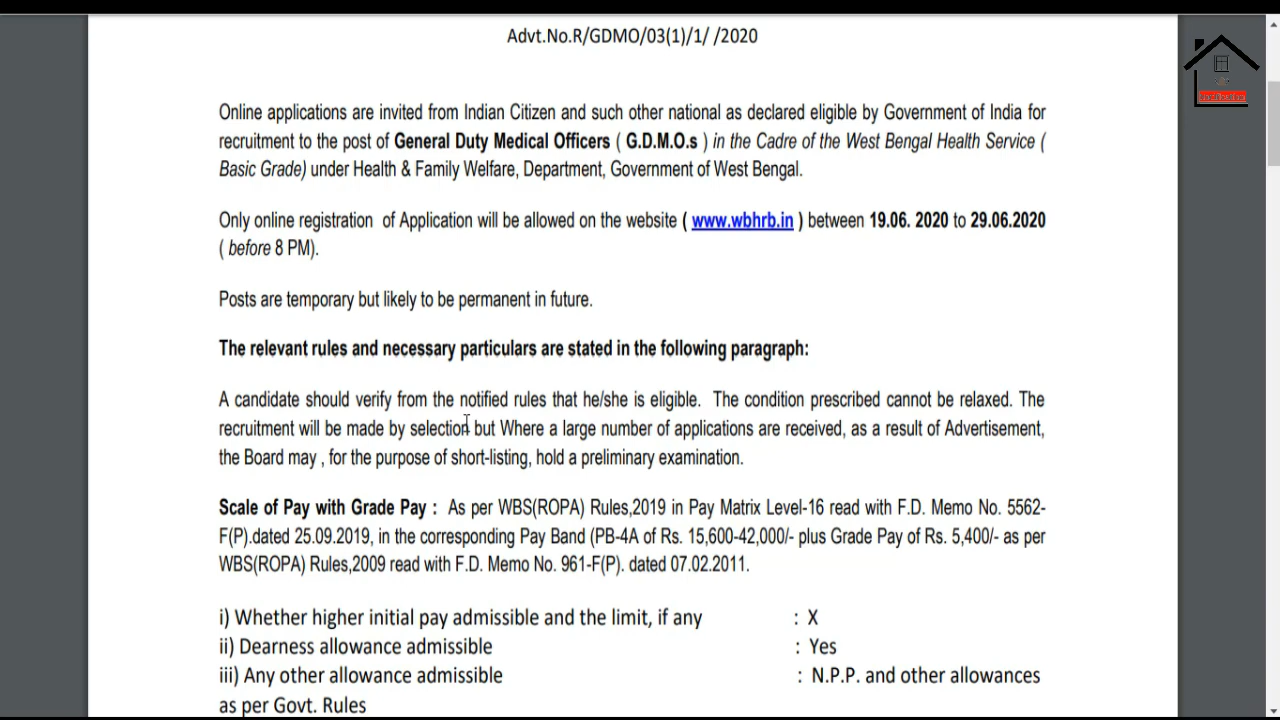 Advt.No.R/GDMO/03(1)/1/ /2020
Online applications are invited from Indian Citizen and such other national as declared eligible by Government of India for
recruitment to the post of General Duty Medical Officers ( G.D.M.O.s ) in the Cadre of the West Bengal Health Service (
Basic Grade) under Health & Family Welfare, Department, Government of West Bengal.
Only online registration of Application will be allowed on the website ( www.wbhrb.in ) between 19.06. 2020 to 29.06.2020
( before 8 PM).
Posts are temporary but likely to be permanent in future.
The relevant rules and necessary particulars are stated in the following paragraph:
A candidate should verify from the notified rules that he/she is eligible. The condition prescribed cannot be relaxed. The
recruitment will be made by selection but Where a large number of applications are received, as a result of Advertisement,
the Board may , for the purpose of short-listing, hold a preliminary examination.
Scale of Pay with Grade Pay : As per WBS(ROPA) Rules,2019 in Pay Matrix Level-16 read with F.D. Memo No. 5562-
F(P).dated 25.09.2019, in the corresponding Pay Band (PB-4A of Rs. 15,600-42,000/- plus Grade Pay of Rs. 5,400/- as per
WBS(ROPA) Rules,2009 read with F.D. Memo No. 961-F(P). dated 07.02.2011.
i) Whether higher initial pay admissible and the limit, if any : X
ii) Dearness allowance admissible : Yes
iii) Any other allowance admissible : N.P.P. and other allowances
as per Govt. Rules